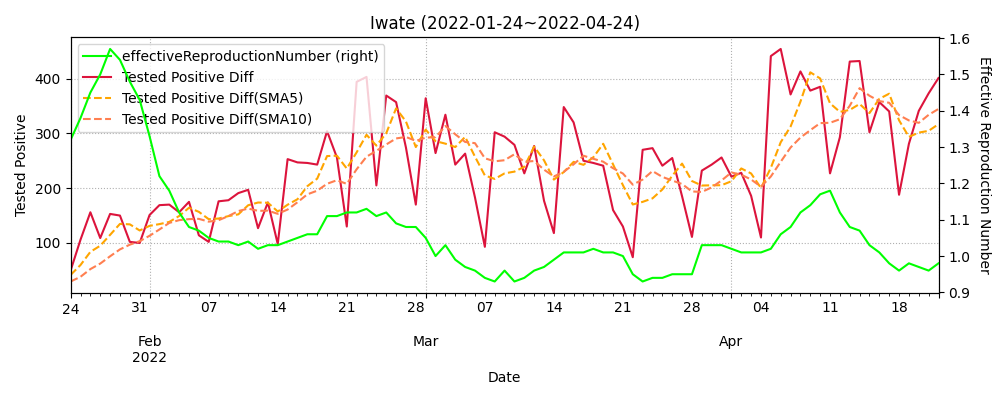 Iwate (2022-01-24~2022-04-24)
effectiveReproductionNumber (right)
Tested Positive Diff
Tested Positive Diff(SMA5)
Tested Positive Diff(SMA10)
Tested Positive
400
300
200
100
1.6
1.5
1.4
1.3
1.2
1.1
1.0
0.9
Effective Reproduction Number
24 31 07 14 21 28 07 14 21 28 04 11 18
Feb Mar Apr
2022
Date